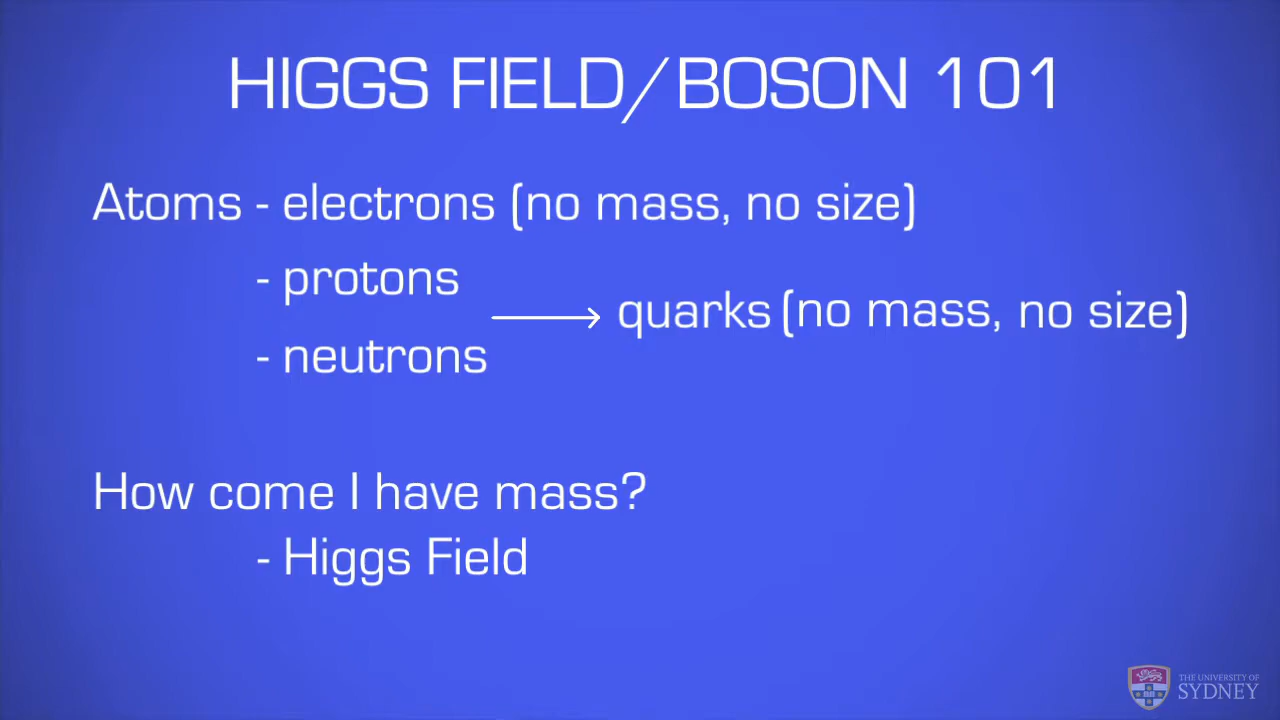 HIGGS FIELD/BOSON 101
Atoms - electrons (no mass, no size)
- protons
quarks (no mass, no size)
- neutrons
How come I have mass?
- Higgs Field
THE UNIVERSITY OF
SYDNEY